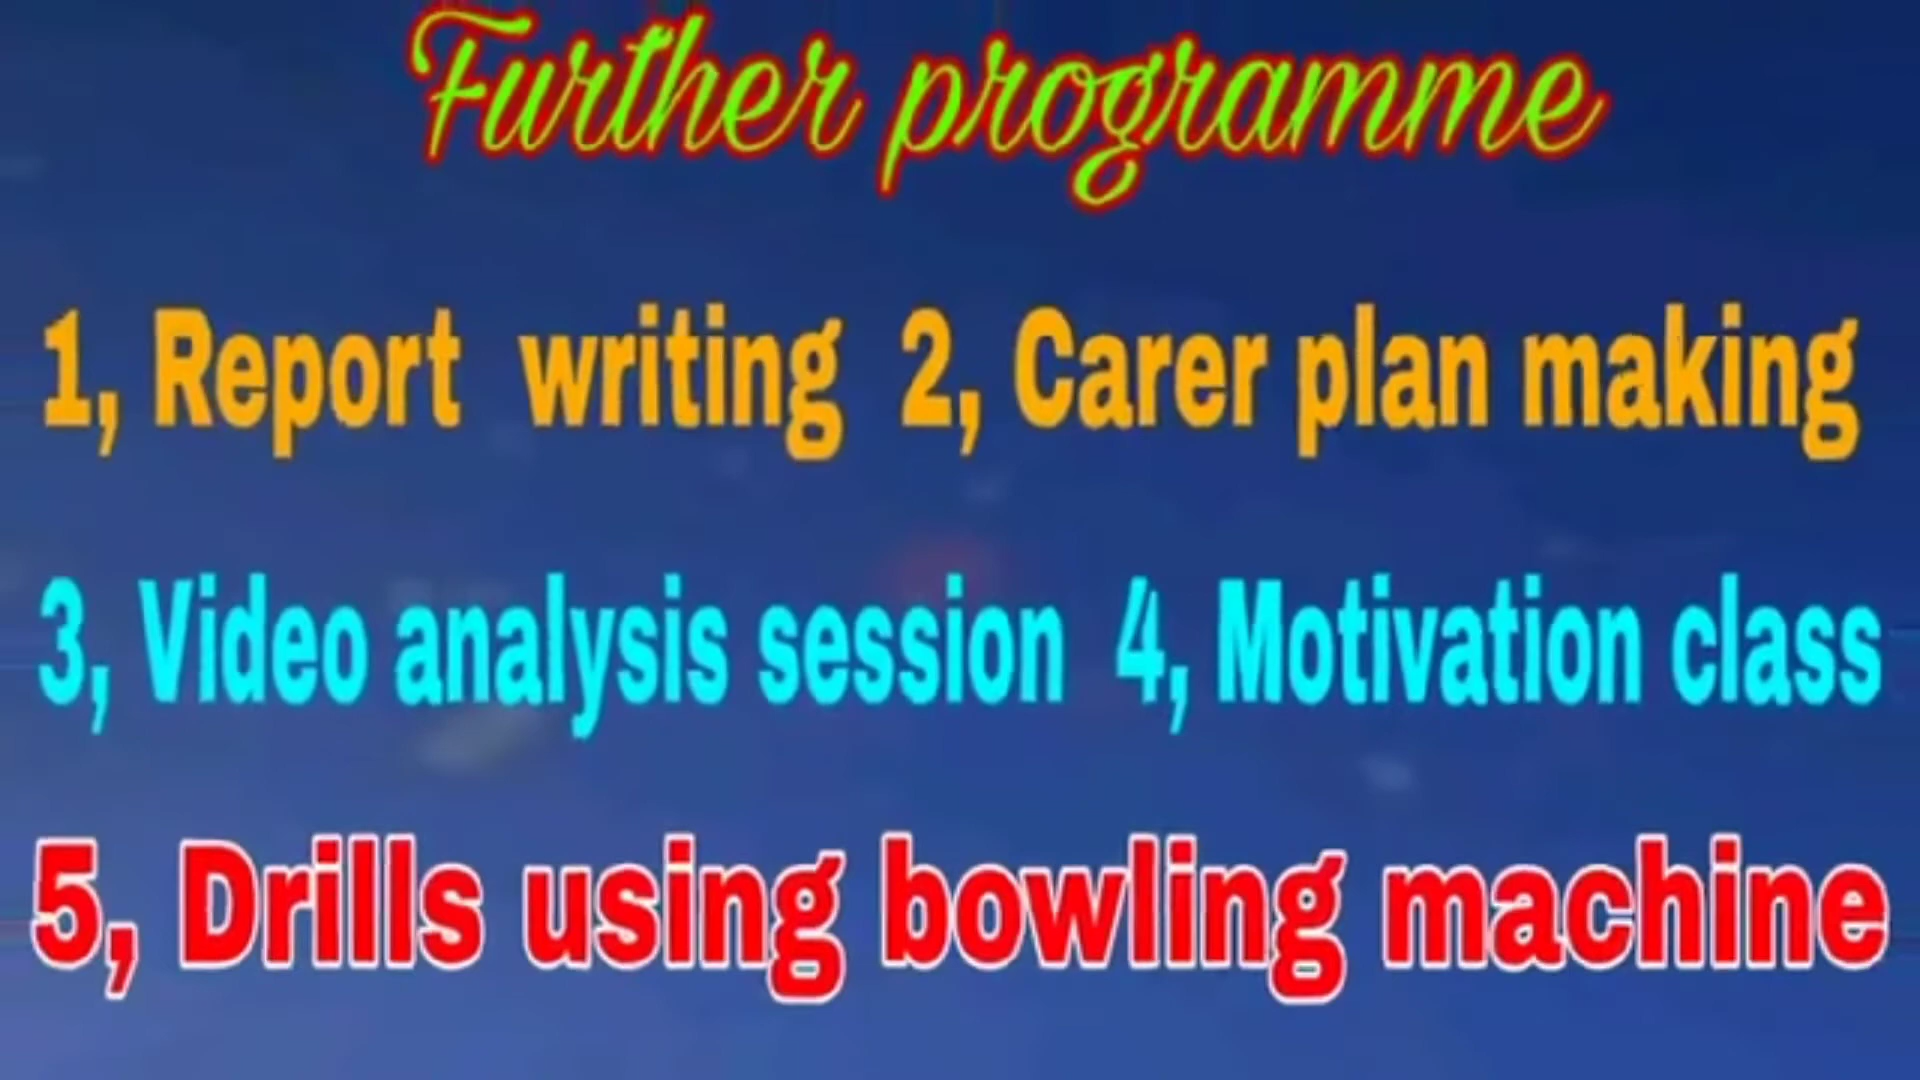 Further programme
1, Report writing 2, Carer plan making
3, Video analysis session 4, Motivation class
5, Drills using bowling machine